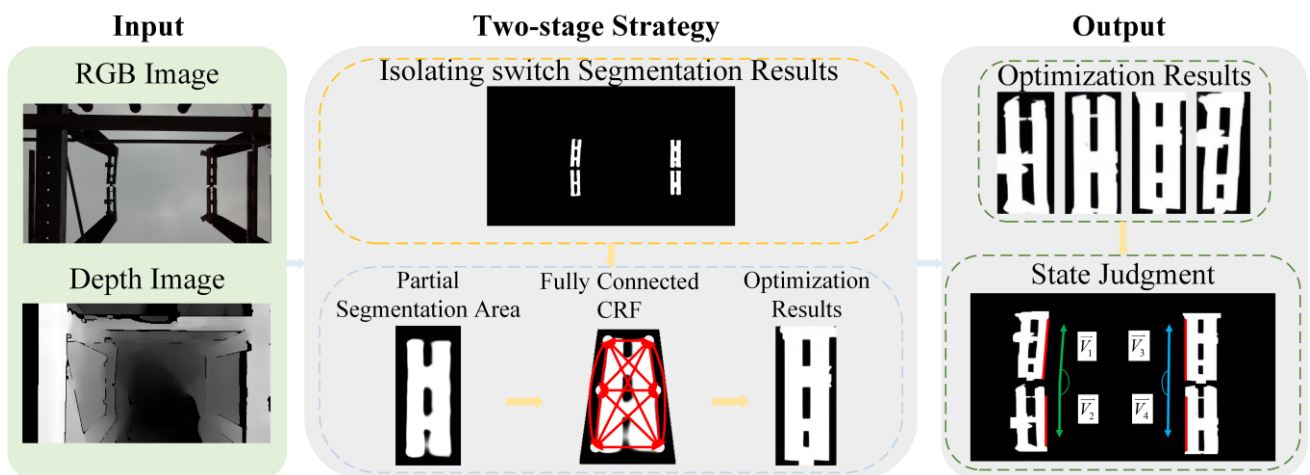 Input
RGB Image
Depth Image
Two-stage Strategy
Isolating switch Segmentation Results
Partial
Segmentation Area
Fully Connected
CRF
Optimization
Results
Output
Optimization Results
State Judgment
V₁
V₃
V₂
V₄